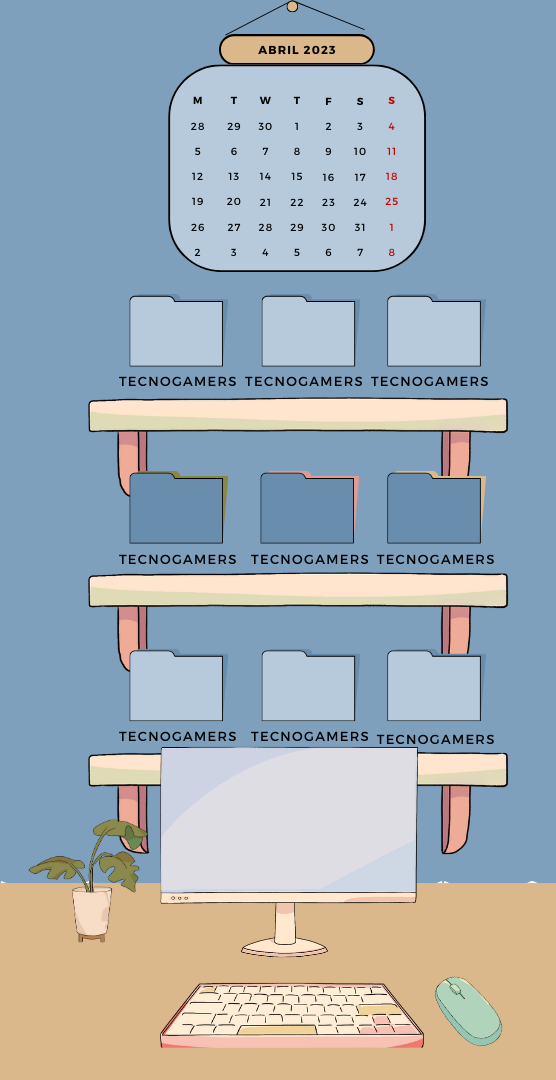 ABRIL 2023
M T W T F S S
28 29 30 1 2 3 4
5 6 7 8 9 10 11
12 13 14 15 16 17 18
19 20 21 22 23 24 25
26 27 28 29 30 31 1
2 3 4 5 6 7 8
TECNOGAMERS TECNOGAMERS TECNOGAMERS
TECNOGAMERS TECNOGAMERS TECNOGAMERS
TECNOGAMERS TECNOGAMERS TECNOGAMERS